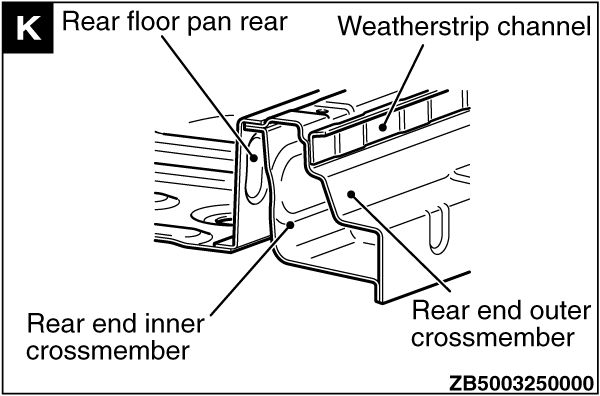 K
Rear floor pan rear
Weatherstrip channel
Rear end inner
crossmember
Rear end outer
crossmember
ZB5003250000